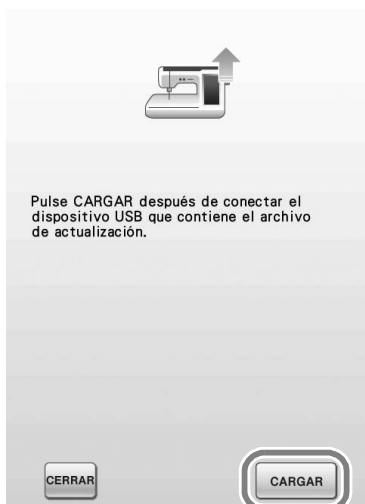 Pulse CARGAR después de conectar el
dispositivo USB que contiene el archivo
de actualización.
CERRAR
CARGAR